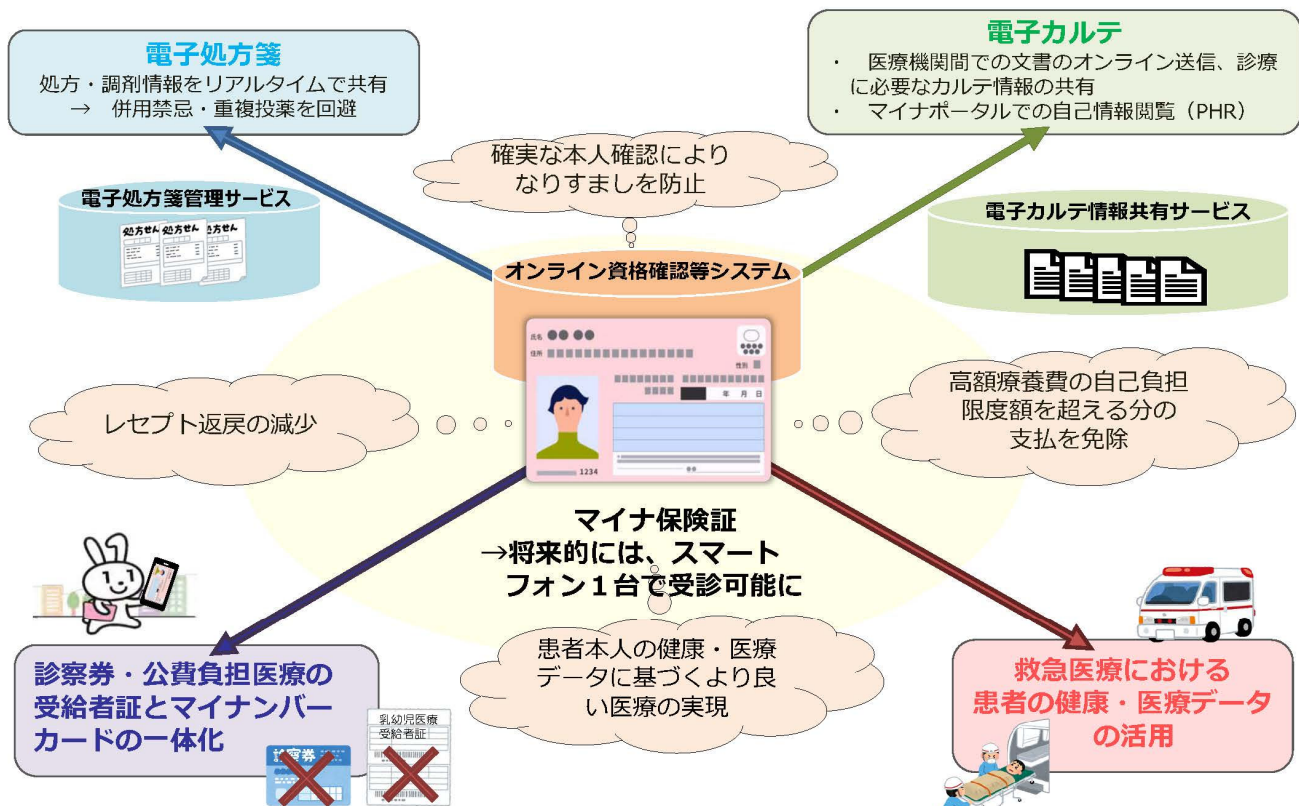 電子処方箋
処方・調剤情報をリアルタイムで共有
→ 併用禁忌・重複投薬を回避
電子カルテ
・ 医療機関間での文書のオンライン送信、診療
に必要なカルテ情報の共有
・ マイナポータルでの自己情報閲覧（PHR）
確実な本人確認により
なりすましを防止
電子処方箋管理サービス
処方せん
処方せん
処方せん
電子カルテ情報共有サービス
オンライン資格確認等システム
氏名
住所
性別
年 月 日
1234
レセプト返戻の減少
高額療養費の自己負担
限度額を超える分の
支払を免除
マイナ保険証
→将来的には、スマート
フォン１台で受診可能に
患者本人の健康・医療
データに基づくより良
い医療の実現
診察券・公費負担医療の
受給者証とマイナンバー
カードの一体化
診察券
乳幼児医療
受給者証
救急医療における
患者の健康・医療データ
の活用